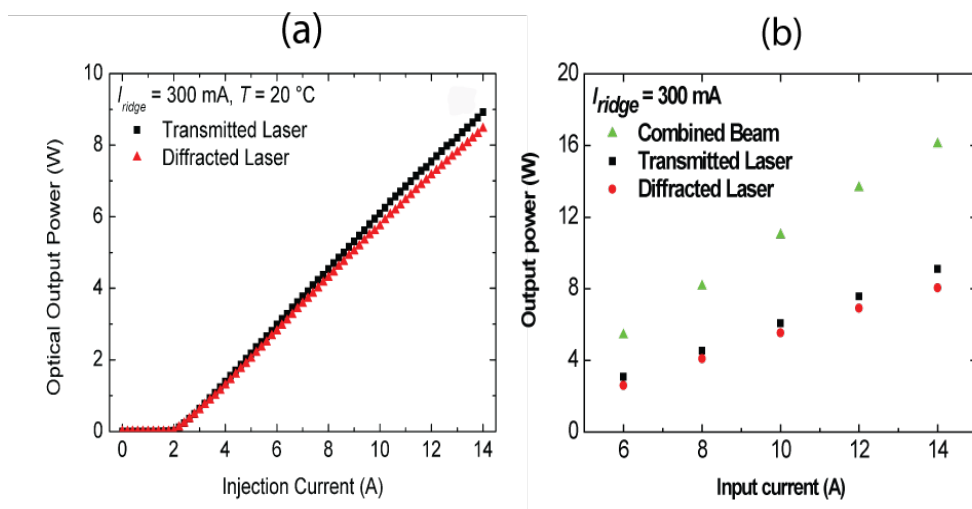 (a)
I_ridge = 300 mA, T = 20 °C
Transmitted Laser
Diffracted Laser
Optical Output Power (W)
10
8
6
4
2
0
0 2 4 6 8 10 12 14
Injection Current (A)
(b)
I_ridge = 300 mA
Combined Beam
Transmitted Laser
Diffracted Laser
Output power (W)
20
16
12
8
4
0
6 8 10 12 14
Input current (A)